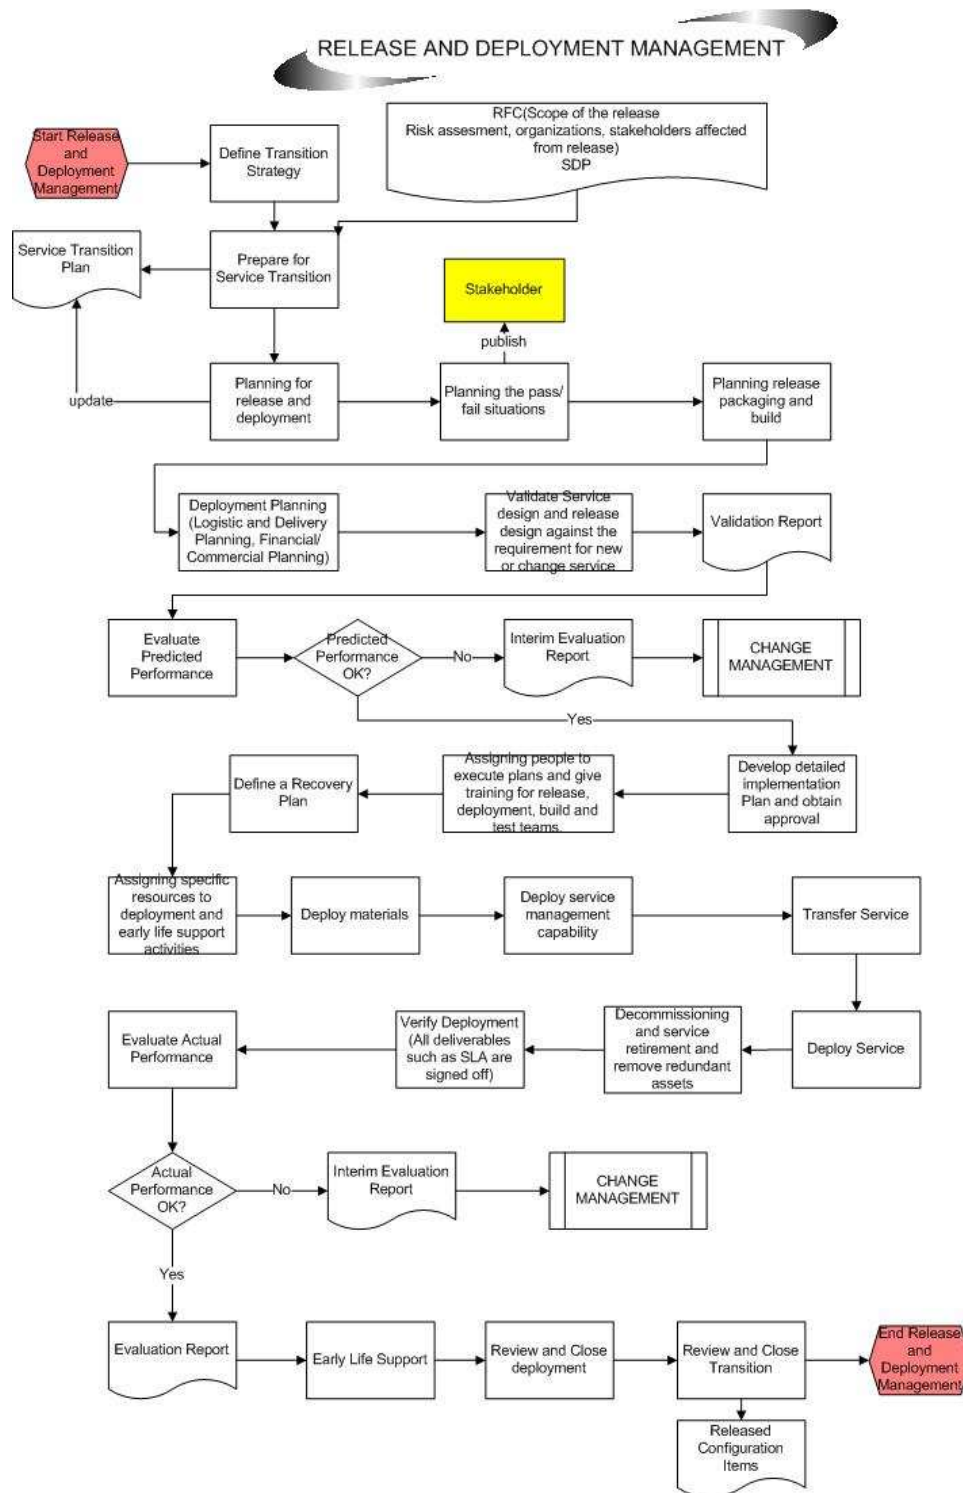 RELEASE AND DEPLOYMENT MANAGEMENT
RFC(Scope of the release
Risk assesment, organizations, stakeholders affected
from release)
SDP
Start Release
and
Deployment
Management
Define Transition
Strategy
Service Transition
Plan
Prepare for
Service Transition
Stakeholder
publish
update
Planning for
release and
deployment
Planning the pass/
fail situations
Planning release
packaging and
build
Deployment Planning
(Logistic and Delivery
Planning, Financial/
Commercial Planning)
Validate Service
design and release
design against the
requirement for new
or change service
Validation Report
Evaluate
Predicted
Performance
Predicted
Performance
OK?
No
Interim Evaluation
Report
CHANGE
MANAGEMENT
Yes
Define a Recovery
Plan
Assigning people to
execute plans and give
training for release,
deployment, build and
test teams.
Develop detailed
implementation
Plan and obtain
approval
Assigning specific
resources to
deployment and
early life support
activities
Deploy materials
Deploy service
management
capability
Transfer Service
Evaluate Actual
Performance
Verify Deployment
(All deliverables
such as SLA are
signed off)
Decommissioning
and service
retirement and
remove redundant
assets
Deploy Service
Actual
Performance
OK?
No
Interim Evaluation
Report
CHANGE
MANAGEMENT
Yes
Evaluation Report
Early Life Support
Review and Close
deployment
Review and Close
Transition
End Release
and
Deployment
Management
Released
Configuration
Items